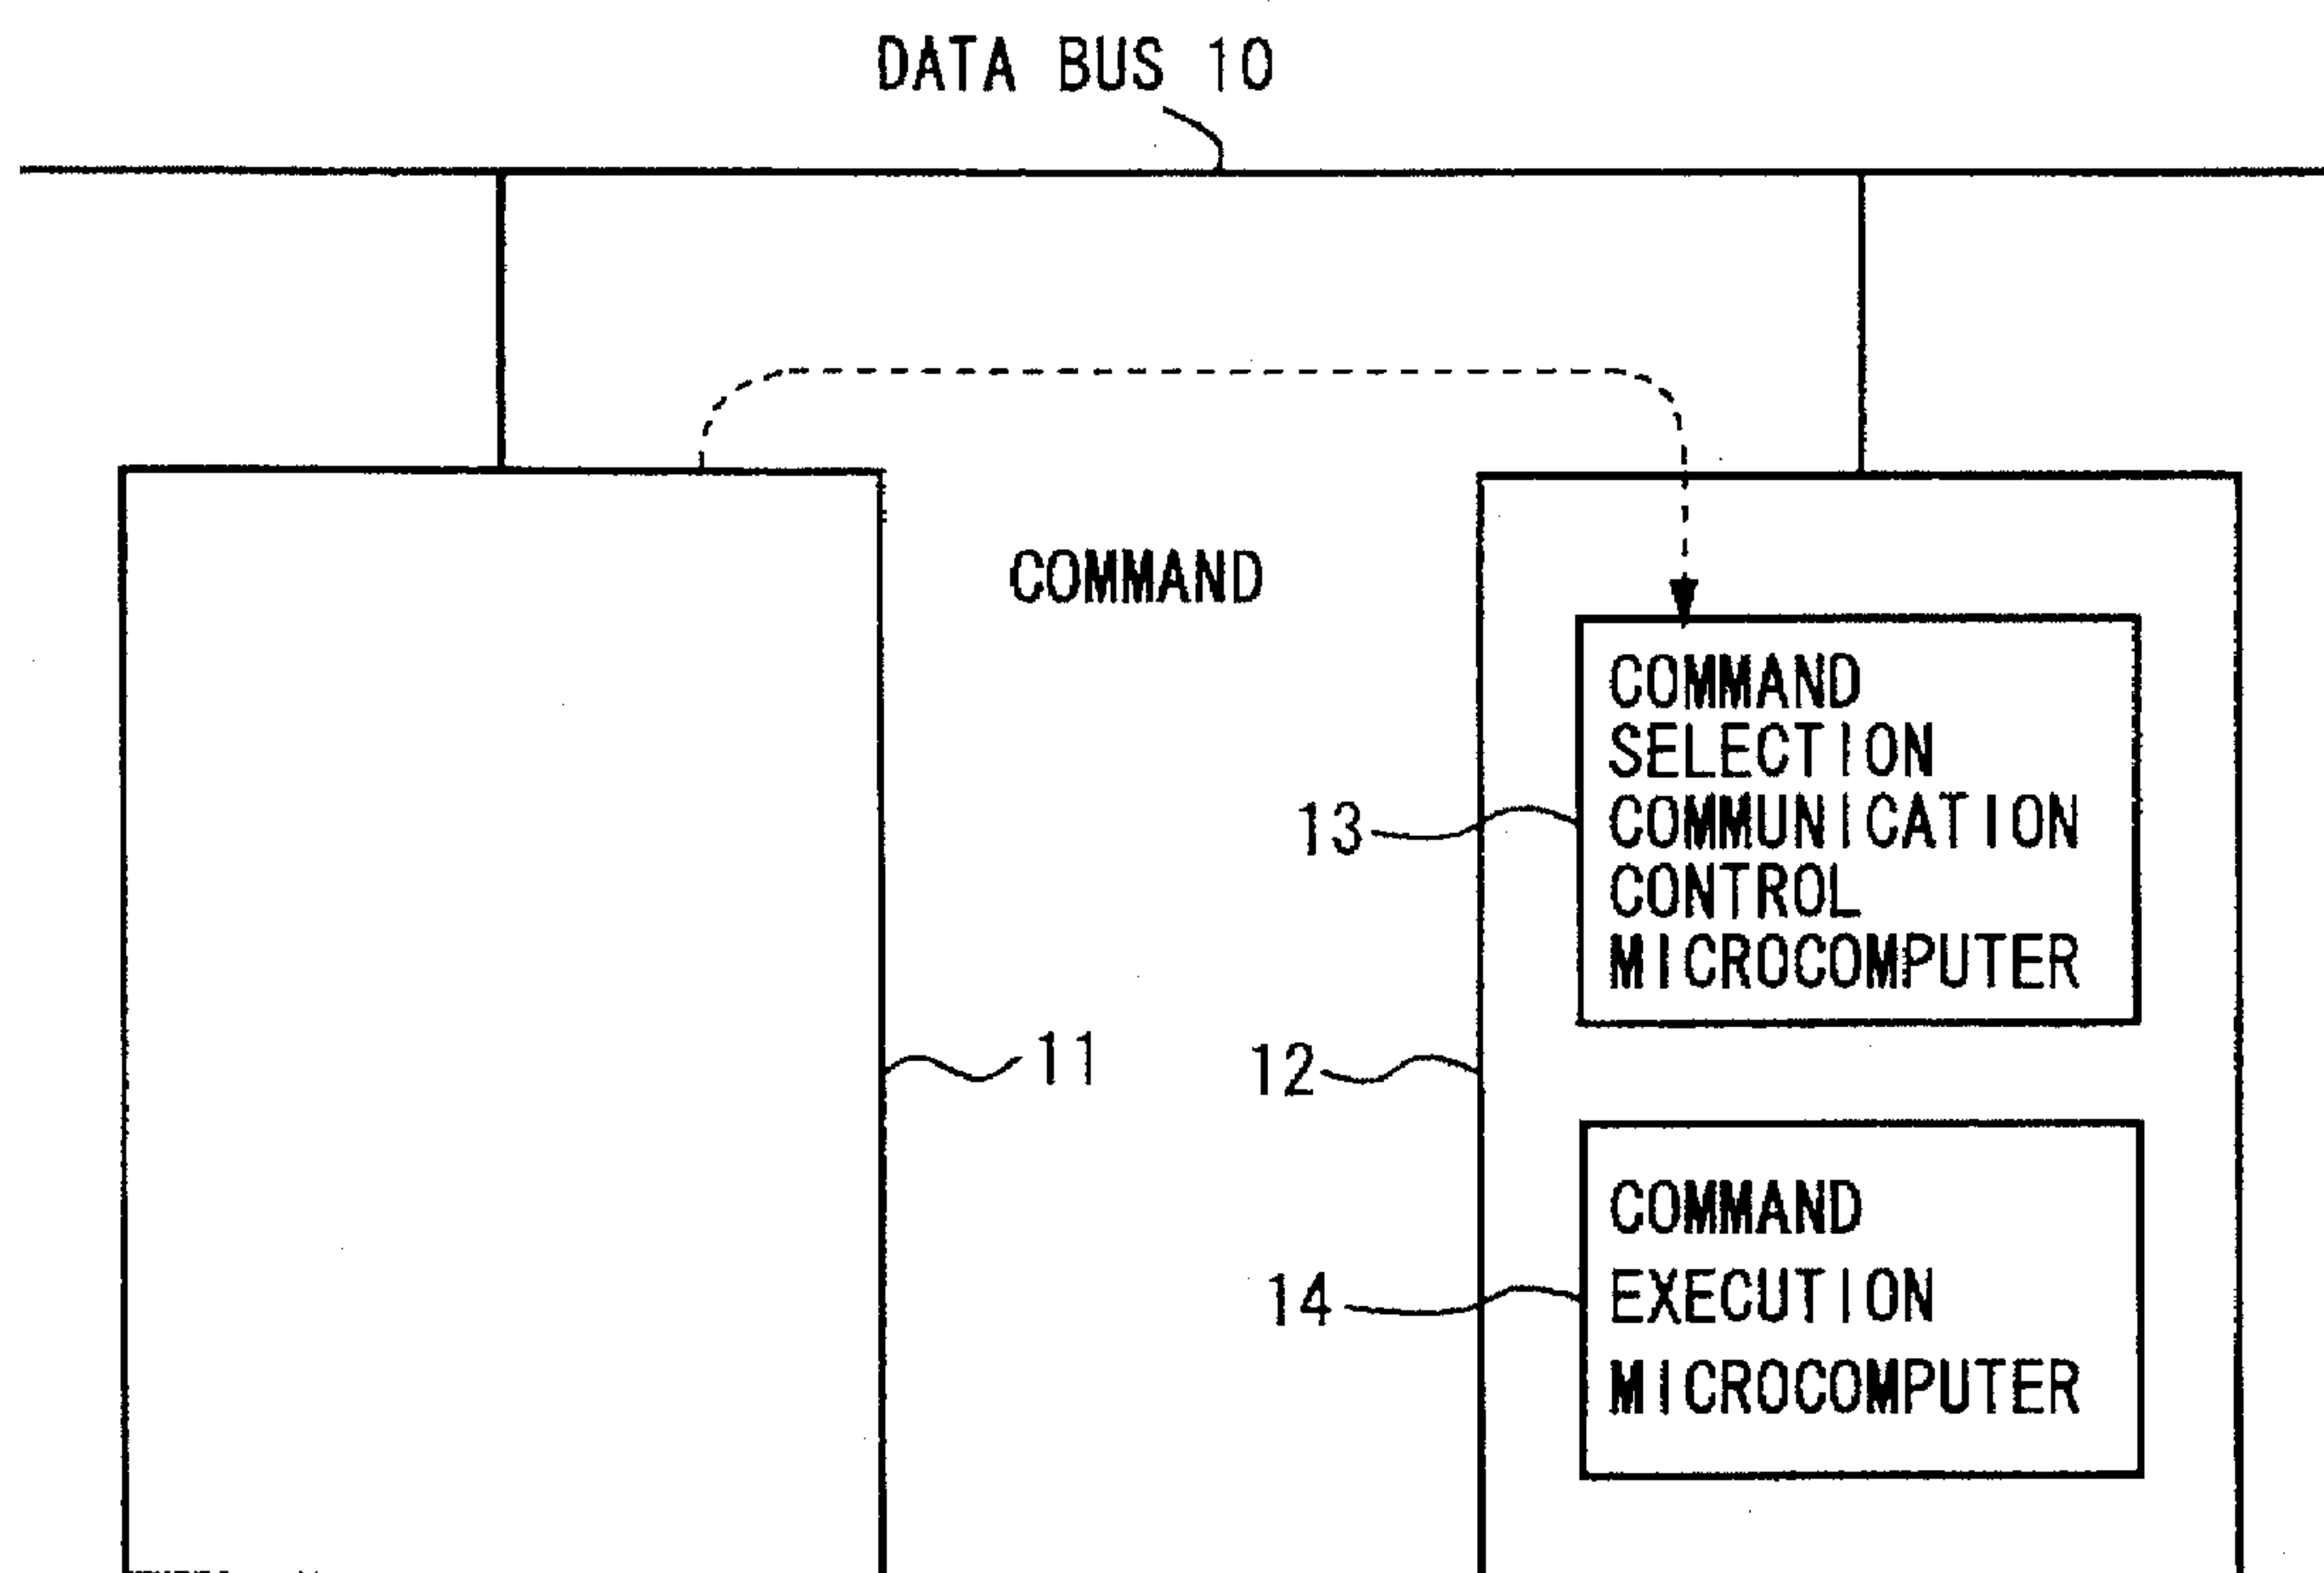 DATA BUS 10
COMMAND
COMMAND
SELECTION
COMMUNICATION
CONTROL
MICROCOMPUTER
13
11
12
COMMAND
EXECUTION
MICROCOMPUTER
14